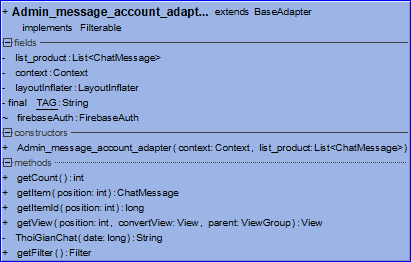 + Admin_message_account_adapt... extends BaseAdapter
implements Filterable
fields
- list_product : List<ChatMessage>
- context : Context
- layoutInflater : LayoutInflater
- final TAG : String
~ firebaseAuth : FirebaseAuth
constructors
+ Admin_message_account_adapter ( context: Context, list_product: List<ChatMessage> )
methods
+ getCount ( ) : int
+ getItem ( position: int ) : ChatMessage
+ getItemId ( position: int ) : long
+ getView ( position: int, convertView: View, parent: ViewGroup ) : View
- ThoiGianChat ( date: long ) : String
+ getFilter ( ) : Filter